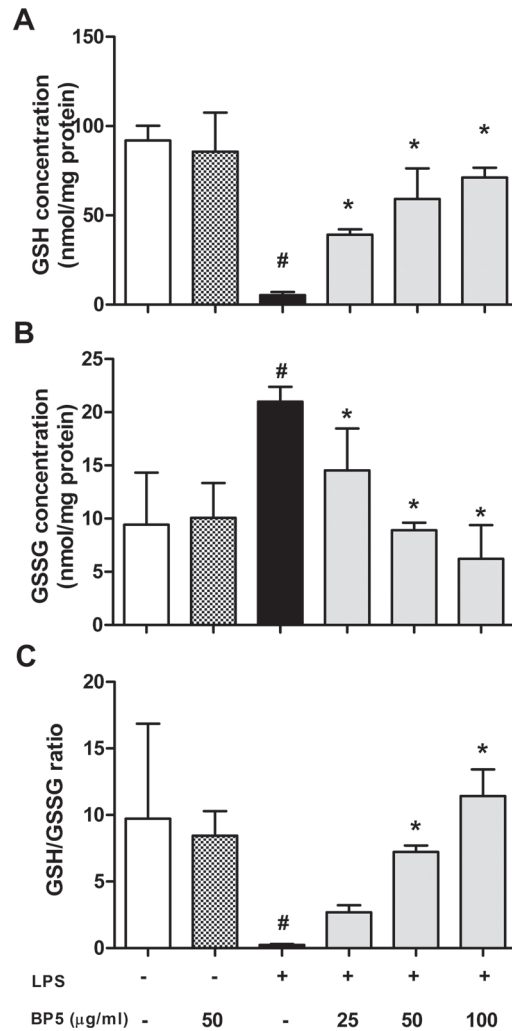 A
GSH concentration
(nmol/mg protein)
150
100
50
0
#
*
*
*
B
GSSG concentration
(nmol/mg protein)
25
20
15
10
5
0
#
*
*
*
C
GSH/GSSG ratio
20
15
10
5
0
#
*
*
LPS - - + + + +
BP5 (μg/ml) - 50 - 25 50 100